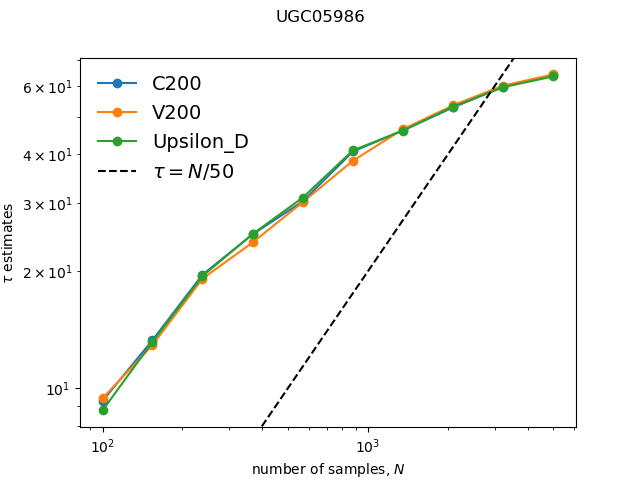 UGC05986
C200
V200
Upsilon_D
τ = N/50
6 × 10¹
4 × 10¹
3 × 10¹
2 × 10¹
10¹
τ estimates
10² 10³
number of samples, N